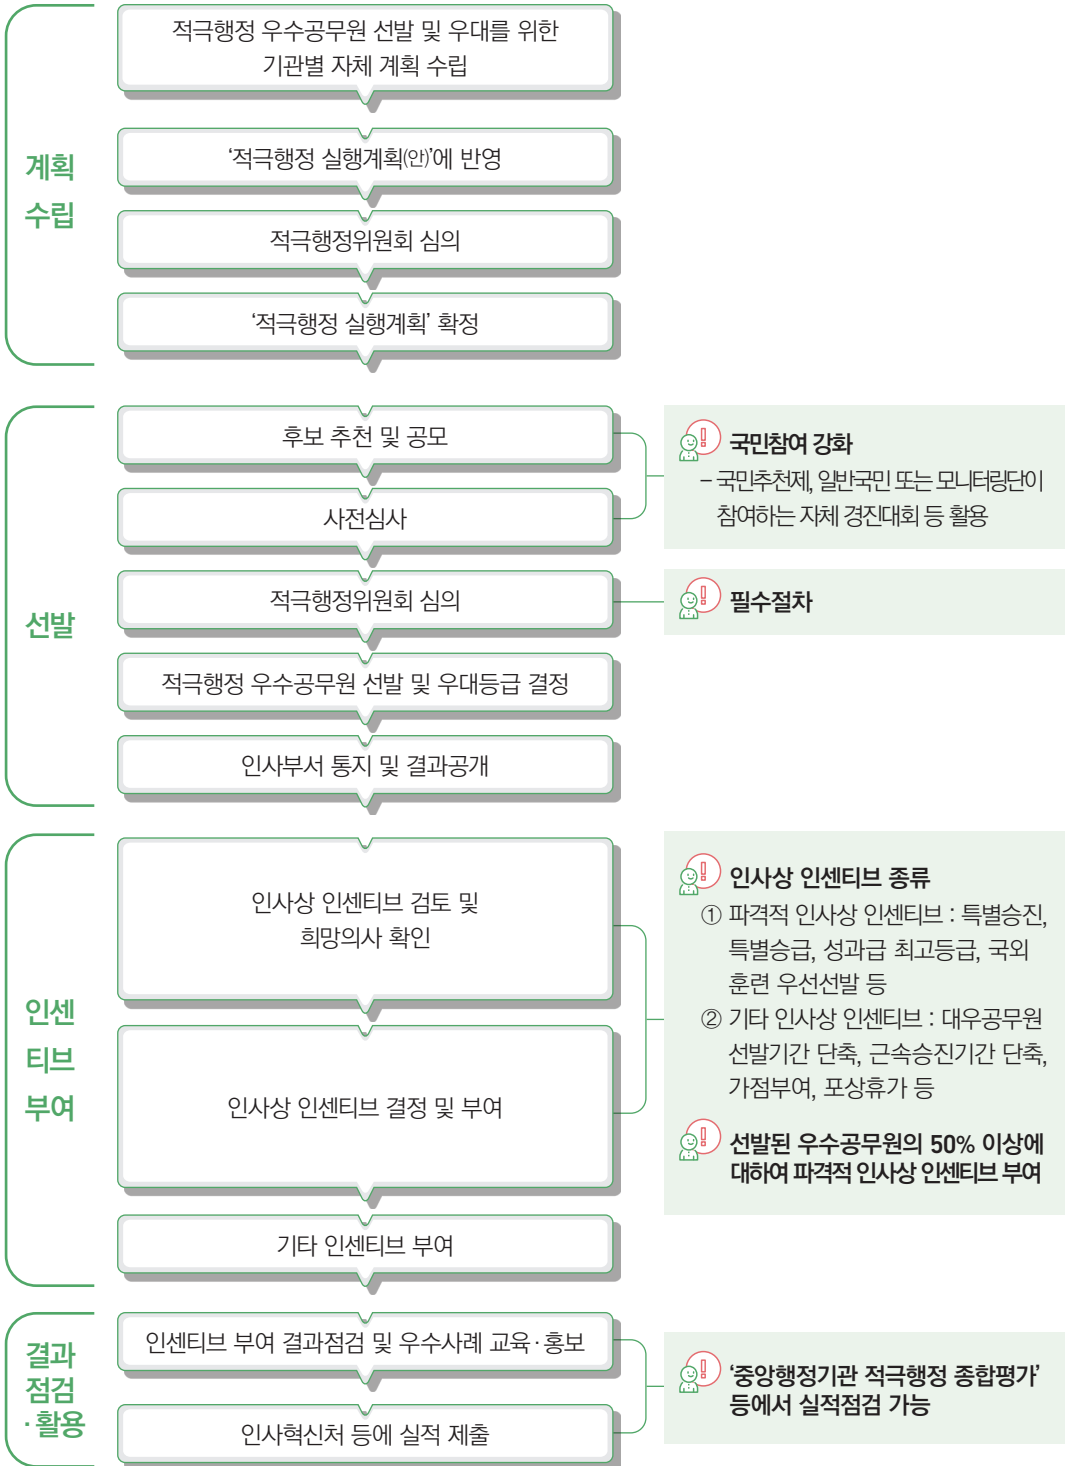 계획
수립
적극행정 우수공무원 선발 및 우대를 위한
기관별 자체 계획 수립
‘적극행정 실행계획(안)’에 반영
적극행정위원회 심의
‘적극행정 실행계획’ 확정
선발
후보 추천 및 공모
사전심사
국민참여 강화
– 국민추천제, 일반국민 또는 모니터링단이
참여하는 자체 경진대회 등 활용
적극행정위원회 심의
필수절차
적극행정 우수공무원 선발 및 우대등급 결정
인사부서 통지 및 결과공개
인센
티브
부여
인사상 인센티브 검토 및
희망의사 확인
인사상 인센티브 결정 및 부여
인사상 인센티브 종류
① 파격적 인사상 인센티브 : 특별승진,
특별승급, 성과급 최고등급, 국외
훈련 우선선발 등
② 기타 인사상 인센티브 : 대우공무원
선발기간 단축, 근속승진기간 단축,
가점부여, 포상휴가 등
선발된 우수공무원의 50% 이상에
대하여 파격적 인사상 인센티브 부여
기타 인센티브 부여
결과
점검
·활용
인센티브 부여 결과점검 및 우수사례 교육·홍보
인사혁신처 등에 실적 제출
‘중앙행정기관 적극행정 종합평가’
등에서 실적점검 가능